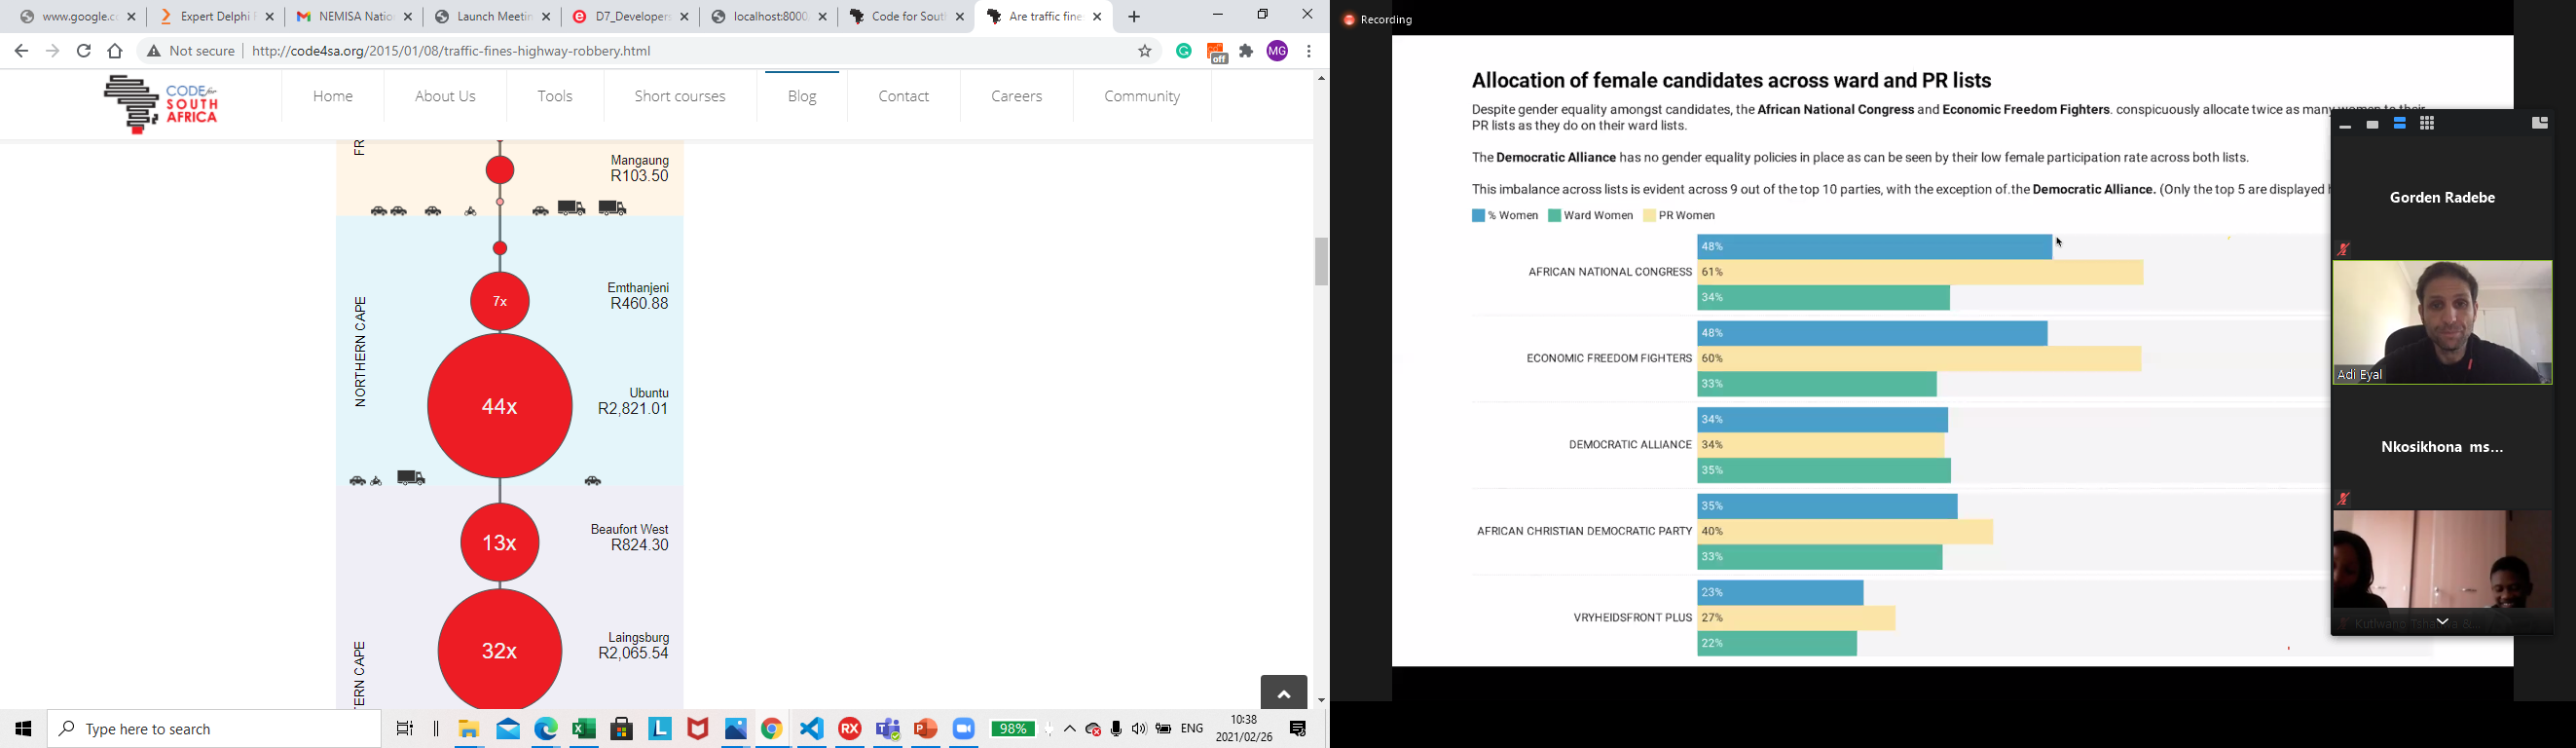 www.google.c
Expert Delphi
NEMISA Natio
Launch Meetin
D7_Developer
localhost:8000
Code for Sout
Are traffic fine
Not secure
http://code4sa.org/2015/01/08/traffic-fines-highway-robbery.html
off
MG
CODE for
SOUTH
AFRICA
Home
About Us
Tools
Short courses
Blog
Contact
Careers
Community
FR
Mangaung
R103.50
NORTHERN CAPE
7x
Emthanjeni
R460.88
44x
Ubuntu
R2,821.01
13x
Beaufort West
R824.30
32x
Laingsburg
R2,065.54
ERN CAPE
Type here to search
98%
ENG
10:38
2021/02/26
Recording
Allocation of female candidates across ward and PR lists
Despite gender equality amongst candidates, the African National Congress and Economic Freedom Fighters. conspicuously allocate twice as many women to their
PR lists as they do on their ward lists.
The Democratic Alliance has no gender equality policies in place as can be seen by their low female participation rate across both lists.
This imbalance across lists is evident across 9 out of the top 10 parties, with the exception of.the Democratic Alliance. (Only the top 5 are displayed
% Women
Ward Women
PR Women
AFRICAN NATIONAL CONGRESS
48%
61%
34%
ECONOMIC FREEDOM FIGHTERS
48%
60%
33%
DEMOCRATIC ALLIANCE
34%
34%
35%
AFRICAN CHRISTIAN DEMOCRATIC PARTY
35%
40%
33%
VRYHEIDSFRONT PLUS
23%
27%
22%
Gorden Radebe
Adi Eyal
Nkosikhona ms...